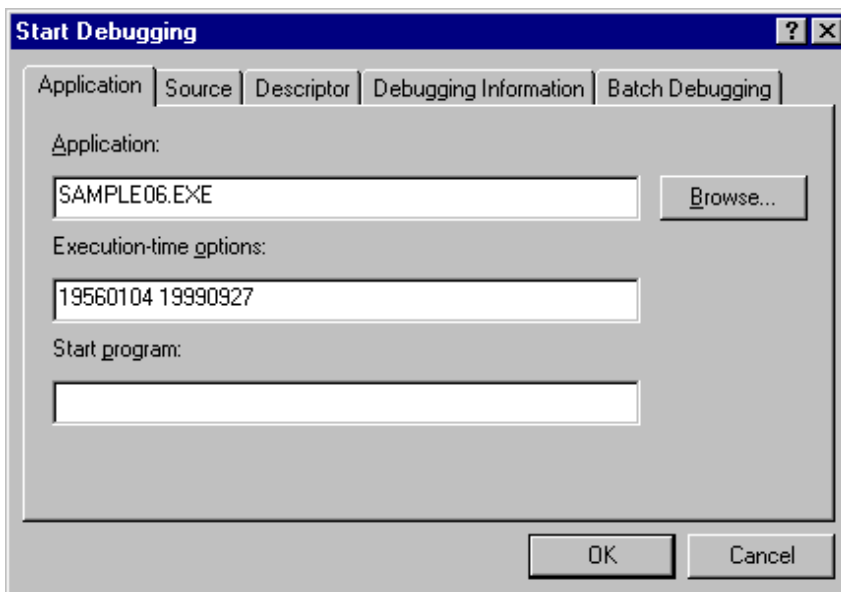 Start Debugging
Application Source Descriptor Debugging Information Batch Debugging
Application:
SAMPLE06.EXE Browse...
Execution-time options:
19560104 19990927
Start program:
OK Cancel